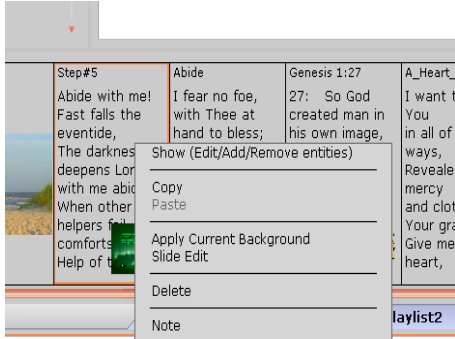 Step#5
Abide with me!
Fast falls the
eventide,
The darknes
deepens Lor
with me abid
When other
helpers fail
comforts
Help of t
Abide
I fear no foe,
with Thee at
hand to bless;
Genesis 1:27
27: So God
created man in
his own image,
A_Heart_
I want t
You
in all of
ways,
Reveale
mercy
and clot
Your gra
Give me
heart,
Show (Edit/Add/Remove entities)
Copy
Paste
Apply Current Background
Slide Edit
Delete
Note
laylist2